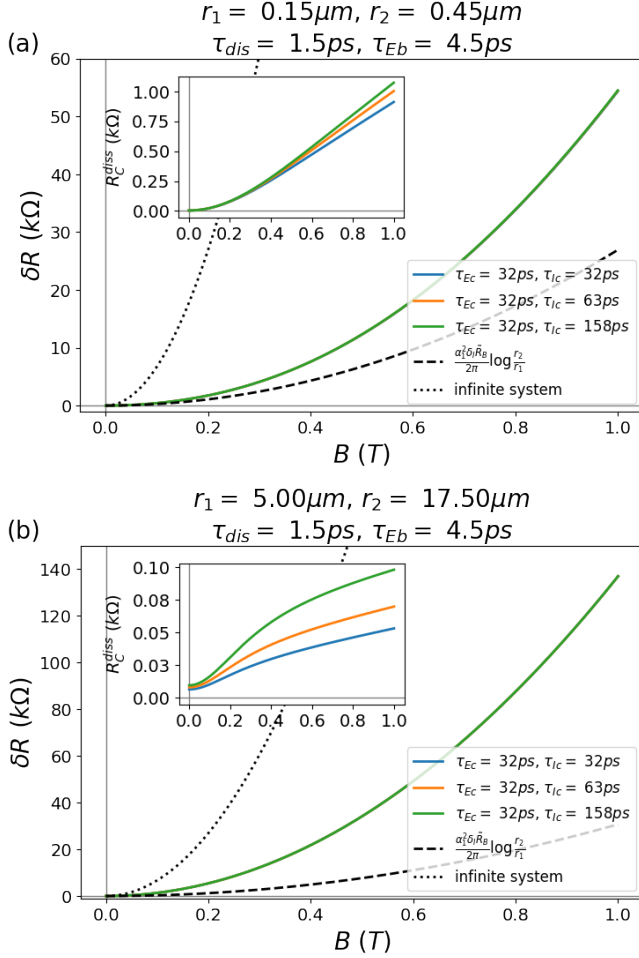 r₁ = 0.15μm, r₂ = 0.45μm
(a) τ_dis = 1.5ps, τ_Eb = 4.5ps
60
50
40
30
20
10
0
δR (kΩ)
1.00
0.75
0.50
0.25
0.00
R_C^diss (kΩ)
0.0 0.2 0.4 0.6 0.8 1.0
τ_Ec = 32ps, τ_Ic = 32ps
τ_Ec = 32ps, τ_Ic = 63ps
τ_Ec = 32ps, τ_Ic = 158ps
α₁²δ_l R̃_B / 2π log r₂/r₁
infinite system
0.0 0.2 0.4 0.6 0.8 1.0
B (T)
r₁ = 5.00μm, r₂ = 17.50μm
(b) τ_dis = 1.5ps, τ_Eb = 4.5ps
140
120
100
80
60
40
20
0
δR (kΩ)
0.10
0.08
0.05
0.03
0.00
R_C^diss (kΩ)
0.0 0.2 0.4 0.6 0.8 1.0
τ_Ec = 32ps, τ_Ic = 32ps
τ_Ec = 32ps, τ_Ic = 63ps
τ_Ec = 32ps, τ_Ic = 158ps
α₁²δ_l R̃_B / 2π log r₂/r₁
infinite system
0.0 0.2 0.4 0.6 0.8 1.0
B (T)